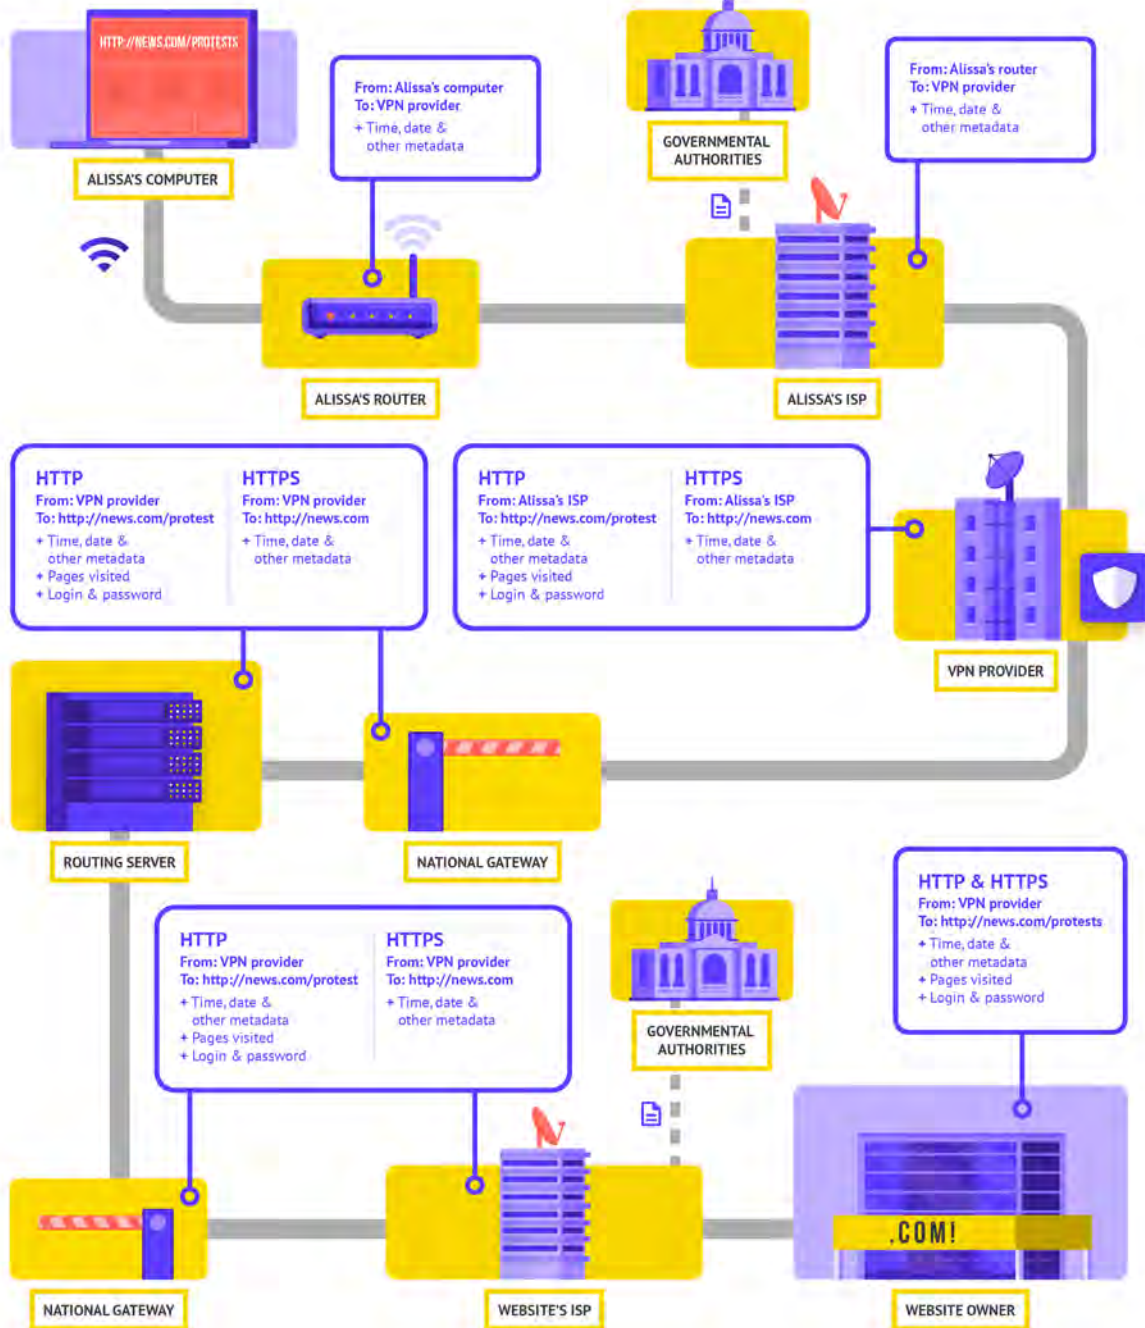 HTTP://NEWS.COM/PROTESTS
ALISSA'S COMPUTER
From: Alissa's computer
To: VPN provider
+ Time, date &
other metadata
ALISSA'S ROUTER
GOVERNMENTAL
AUTHORITIES
From: Alissa's router
To: VPN provider
+ Time, date &
other metadata
ALISSA'S ISP
HTTP
From: VPN provider
To: http://news.com/protest
+ Time, date &
other metadata
+ Pages visited
+ Login & password
HTTPS
From: VPN provider
To: http://news.com
+ Time, date &
other metadata
HTTP
From: Alissa's ISP
To: http://news.com/protest
+ Time, date &
other metadata
+ Pages visited
+ Login & password
HTTPS
From: Alissa's ISP
To: http://news.com
+ Time, date &
other metadata
VPN PROVIDER
ROUTING SERVER
NATIONAL GATEWAY
HTTP
From: VPN provider
To: http://news.com/protest
+ Time, date &
other metadata
+ Pages visited
+ Login & password
HTTPS
From: VPN provider
To: http://news.com
+ Time, date &
other metadata
GOVERNMENTAL
AUTHORITIES
HTTP & HTTPS
From: VPN provider
To: http://news.com/protests
+ Time, date &
other metadata
+ Pages visited
+ Login & password
.COM!
NATIONAL GATEWAY
WEBSITE'S ISP
WEBSITE OWNER